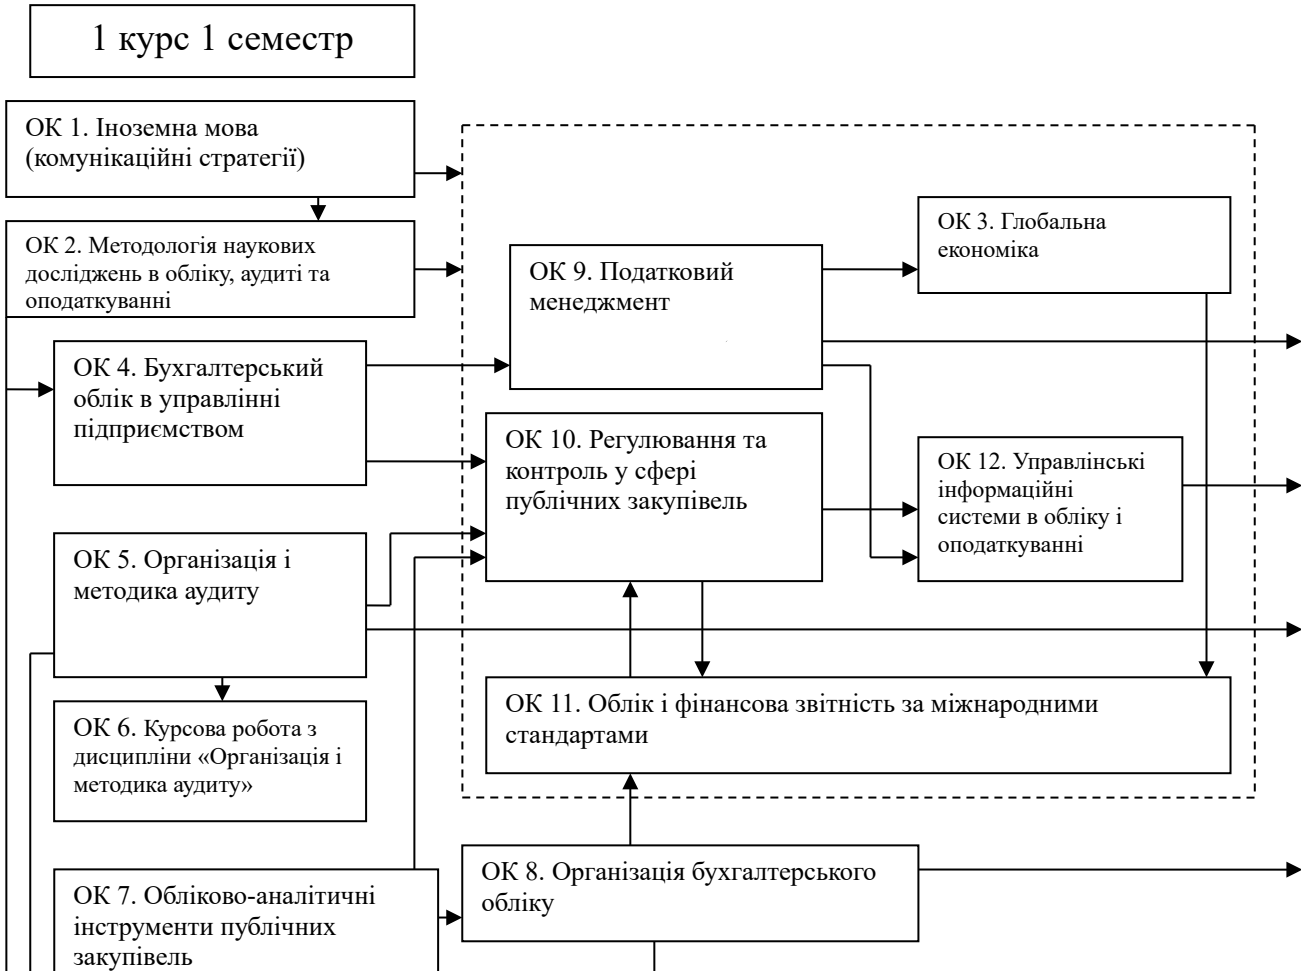 1 курс 1 семестр
ОК 1. Іноземна мова
(комунікаційні стратегії)
ОК 2. Методологія наукових
досліджень в обліку, аудиті та
оподаткуванні
ОК 4. Бухгалтерський
облік в управлінні
підприємством
ОК 5. Організація і
методика аудиту
ОК 6. Курсова робота з
дисципліни «Організація і
методика аудиту»
ОК 7. Обліково-аналітичні
інструменти публічних
закупівель
ОК 9. Податковий
менеджмент
ОК 10. Регулювання та
контроль у сфері
публічних закупівель
ОК 3. Глобальна
економіка
ОК 12. Управлінські
інформаційні
системи в обліку і
оподаткуванні
ОК 11. Облік і фінансова звітність за міжнародними
стандартами
ОК 8. Організація бухгалтерського
обліку